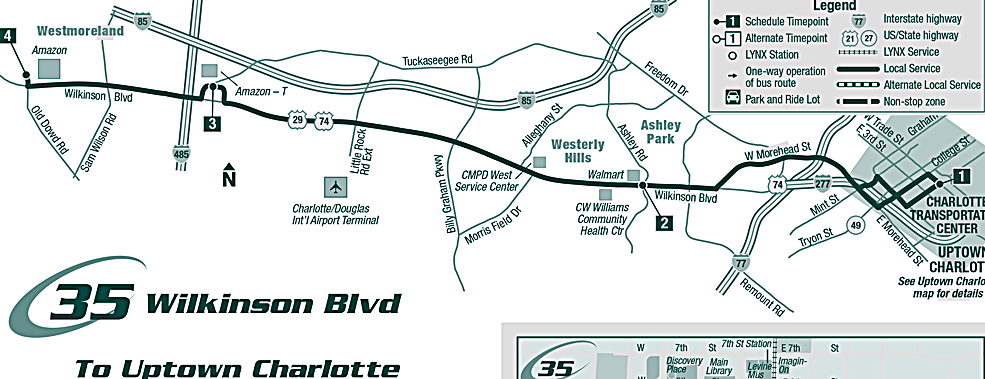 4
Westmoreland
Amazon
Wilkinson Blvd
Old Dowd Rd
Sam Wilson Rd
85
485
Amazon – T
3
N
29
74
Tuckaseegee Rd
Little Rock
Rd Ext
Charlotte/Douglas
Int'l Airport Terminal
Billy Graham Pkwy
85
85
Alleghany St
Westerly
Hills
CMPD West
Service Center
Morris Field Dr
Walmart
CW Williams
Community
Health Ctr
Ashley Rd
Ashley
Park
Freedom Dr
Wilkinson Blvd
2
W Morehead St
74
277
77
Remount Rd
Mint St
Tryon St
49
E Morehead St
W Trade St
E 3rd St
Graham
College St
1
CHARLOTTE
TRANSPORTAT
CENTER
UPTOWN
CHARLOT
See Uptown Charlo
map for details
Legend
1 Schedule Timepoint
1 Alternate Timepoint
LYNX Station
One-way operation
of bus route
Park and Ride Lot
77 Interstate highway
21 27 US/State highway
LYNX Service
Local Service
Alternate Local Service
Non-stop zone
35 Wilkinson Blvd
To Uptown Charlotte
35
W 7th St
7th St Station
E 7th St
Discovery
Place
Main
Library
Levine
Mus
Imagin-
On